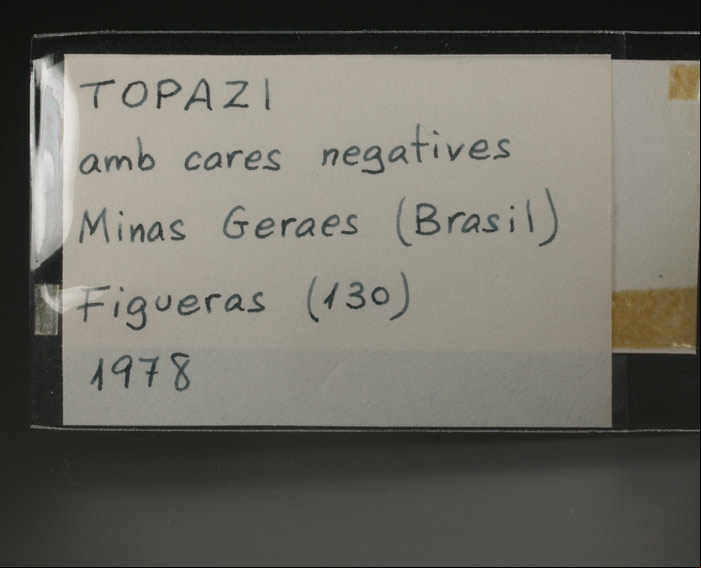 TOPAZI
amb cares negatives
Minas Geraes (Brasil)
Figueras (130)
1978